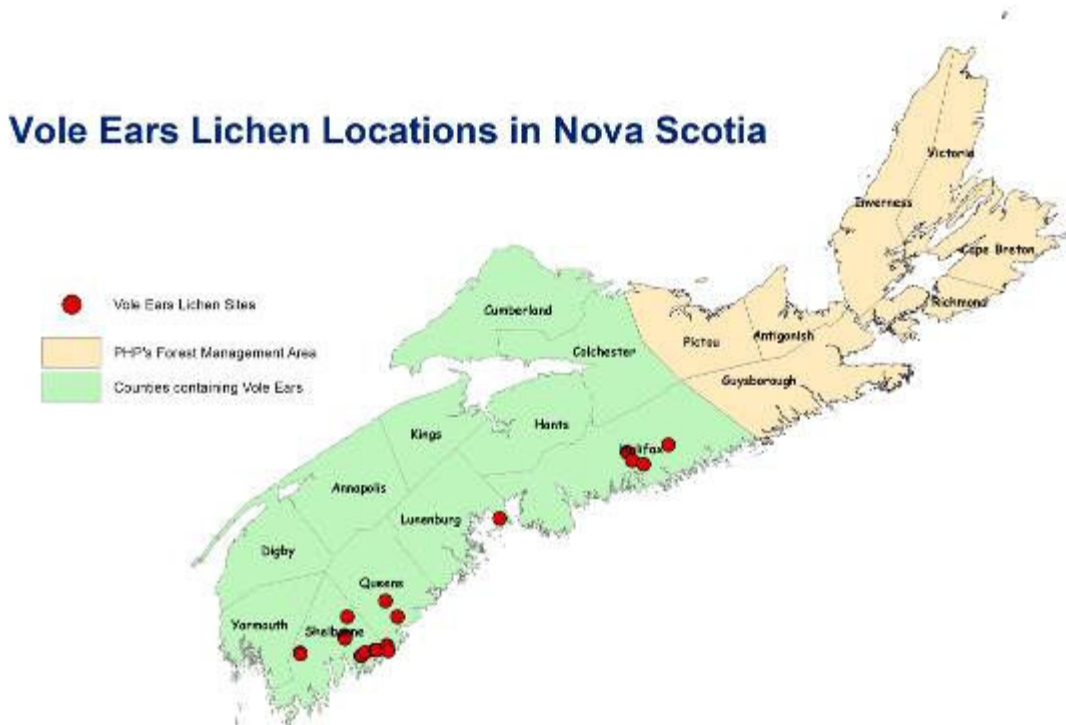 Vole Ears Lichen Locations in Nova Scotia
Victoria
Inverness
Cape Breton
Richmond
Vole Ears Lichen Sites
Cumberland
PHP's Forest Management Area
Pictou
Antigonish
Colchester
Counties containing Vole Ears
Guysborough
Kings
Hants
Halifax
Annapolis
Lunenburg
Digby
Queens
Yarmouth
Shelburne